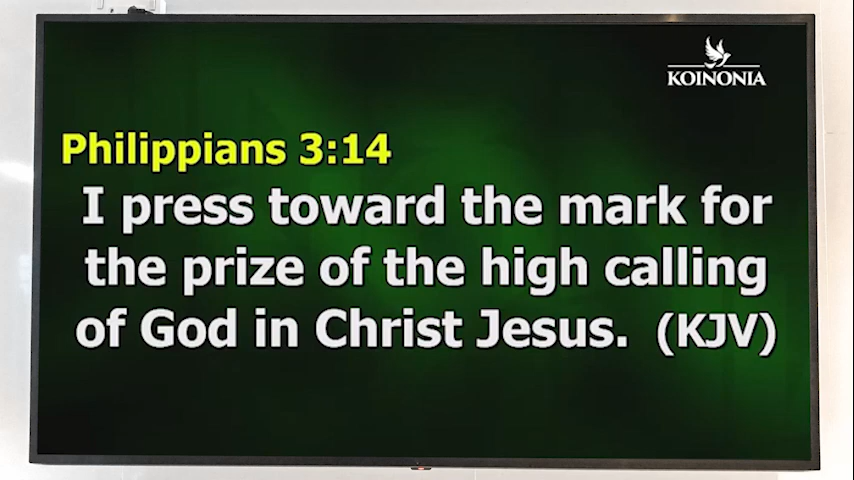 KOINONIA
Philippians 3:14
I press toward the mark for
the prize of the high calling
of God in Christ Jesus. (KJV)